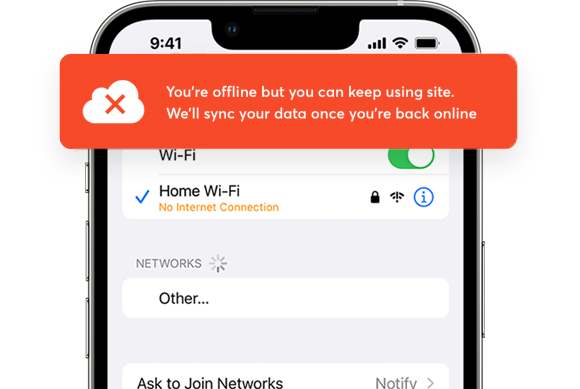 9:41
You're offline but you can keep using site.
We'll sync your data once you're back online
Wi-Fi
Home Wi-Fi
No Internet Connection
NETWORKS
Other...
Ask to Join Networks Notify